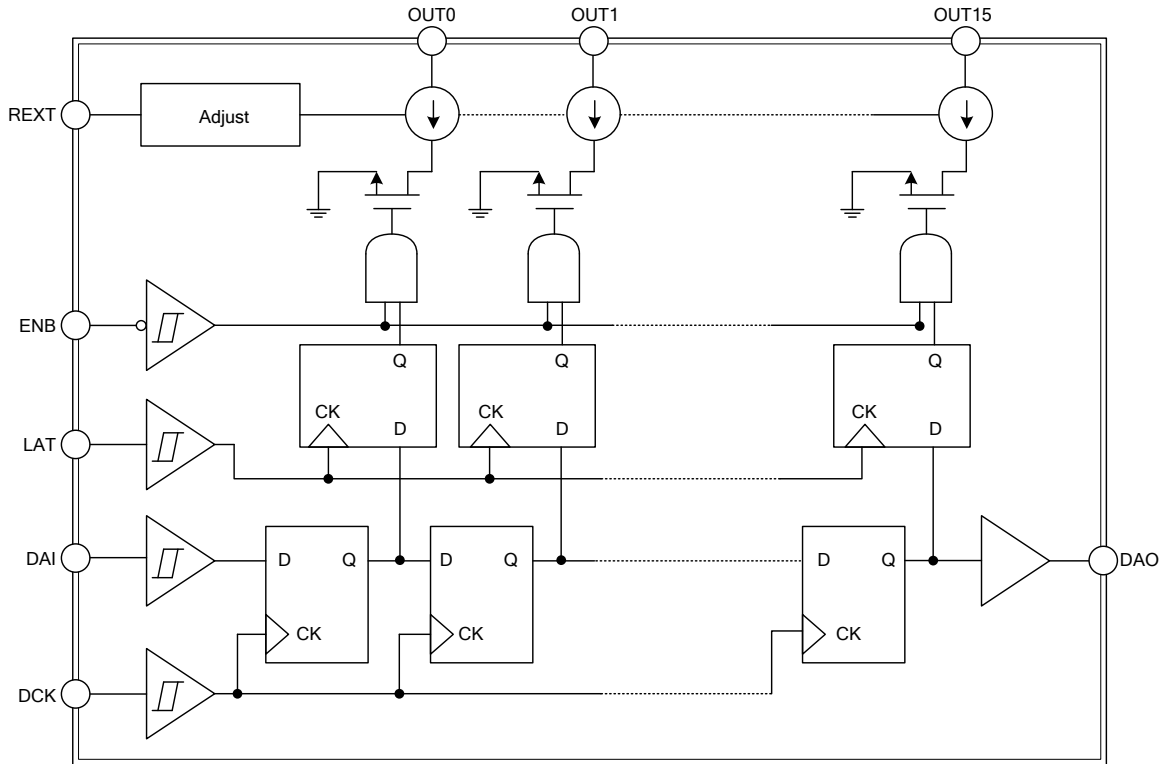 OUT0
OUT1
OUT15
REXT
Adjust
ENB
Q
Q
Q
CK
D
CK
D
CK
D
LAT
DAI
D
Q
D
Q
D
Q
DAO
CK
CK
CK
DCK